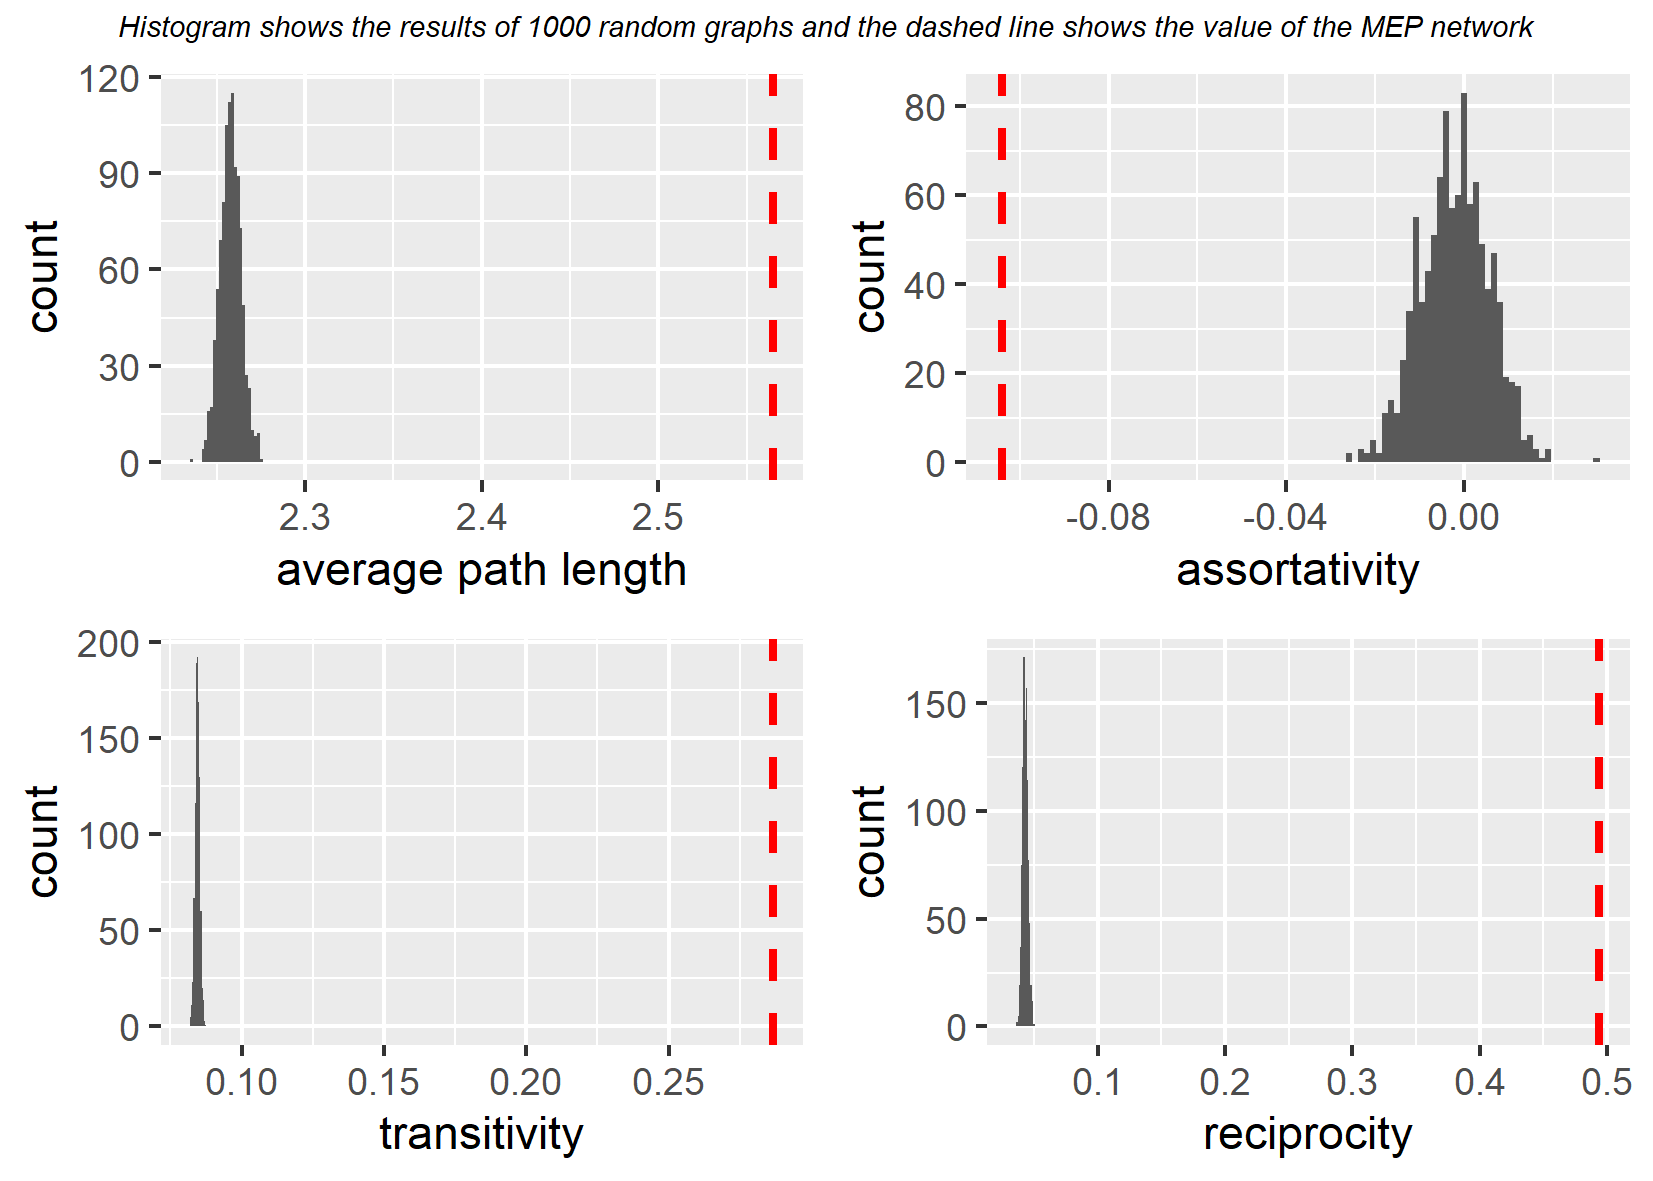 Histogram shows the results of 1000 random graphs and the dashed line shows the value of the MEP network
120
90
60
30
0
count
2.3 2.4 2.5
average path length
80
60
40
20
0
count
-0.08 -0.04 0.00
assortativity
200
150
100
50
0
count
0.10 0.15 0.20 0.25
transitivity
150
100
50
0
count
0.1 0.2 0.3 0.4 0.5
reciprocity